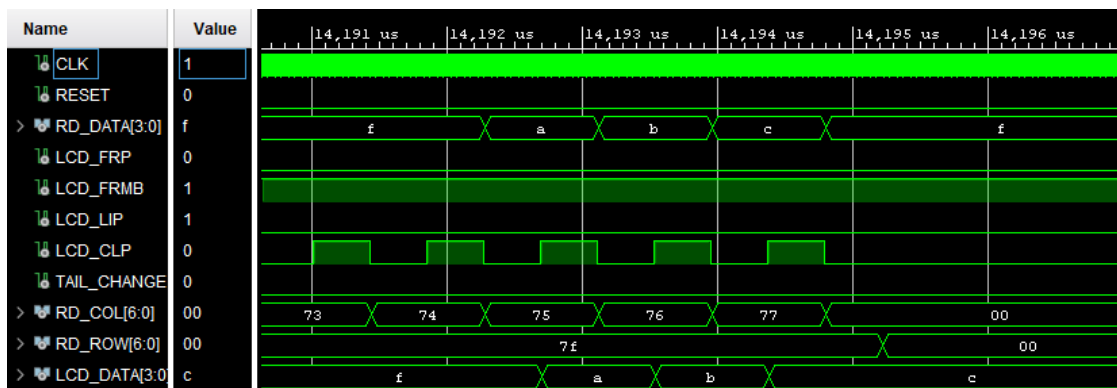 Name Value 14,191 us 14,192 us 14,193 us 14,194 us 14,195 us 14,196 us
CLK 1
RESET 0
RD_DATA[3:0] f f a b c f
LCD_FRP 0
LCD_FRMB 1
LCD_LIP 1
LCD_CLP 0
TAIL_CHANGE 0
RD_COL[6:0] 00 73 74 75 76 77 00
RD_ROW[6:0] 00 7f 00
LCD_DATA[3:0 c f a b c